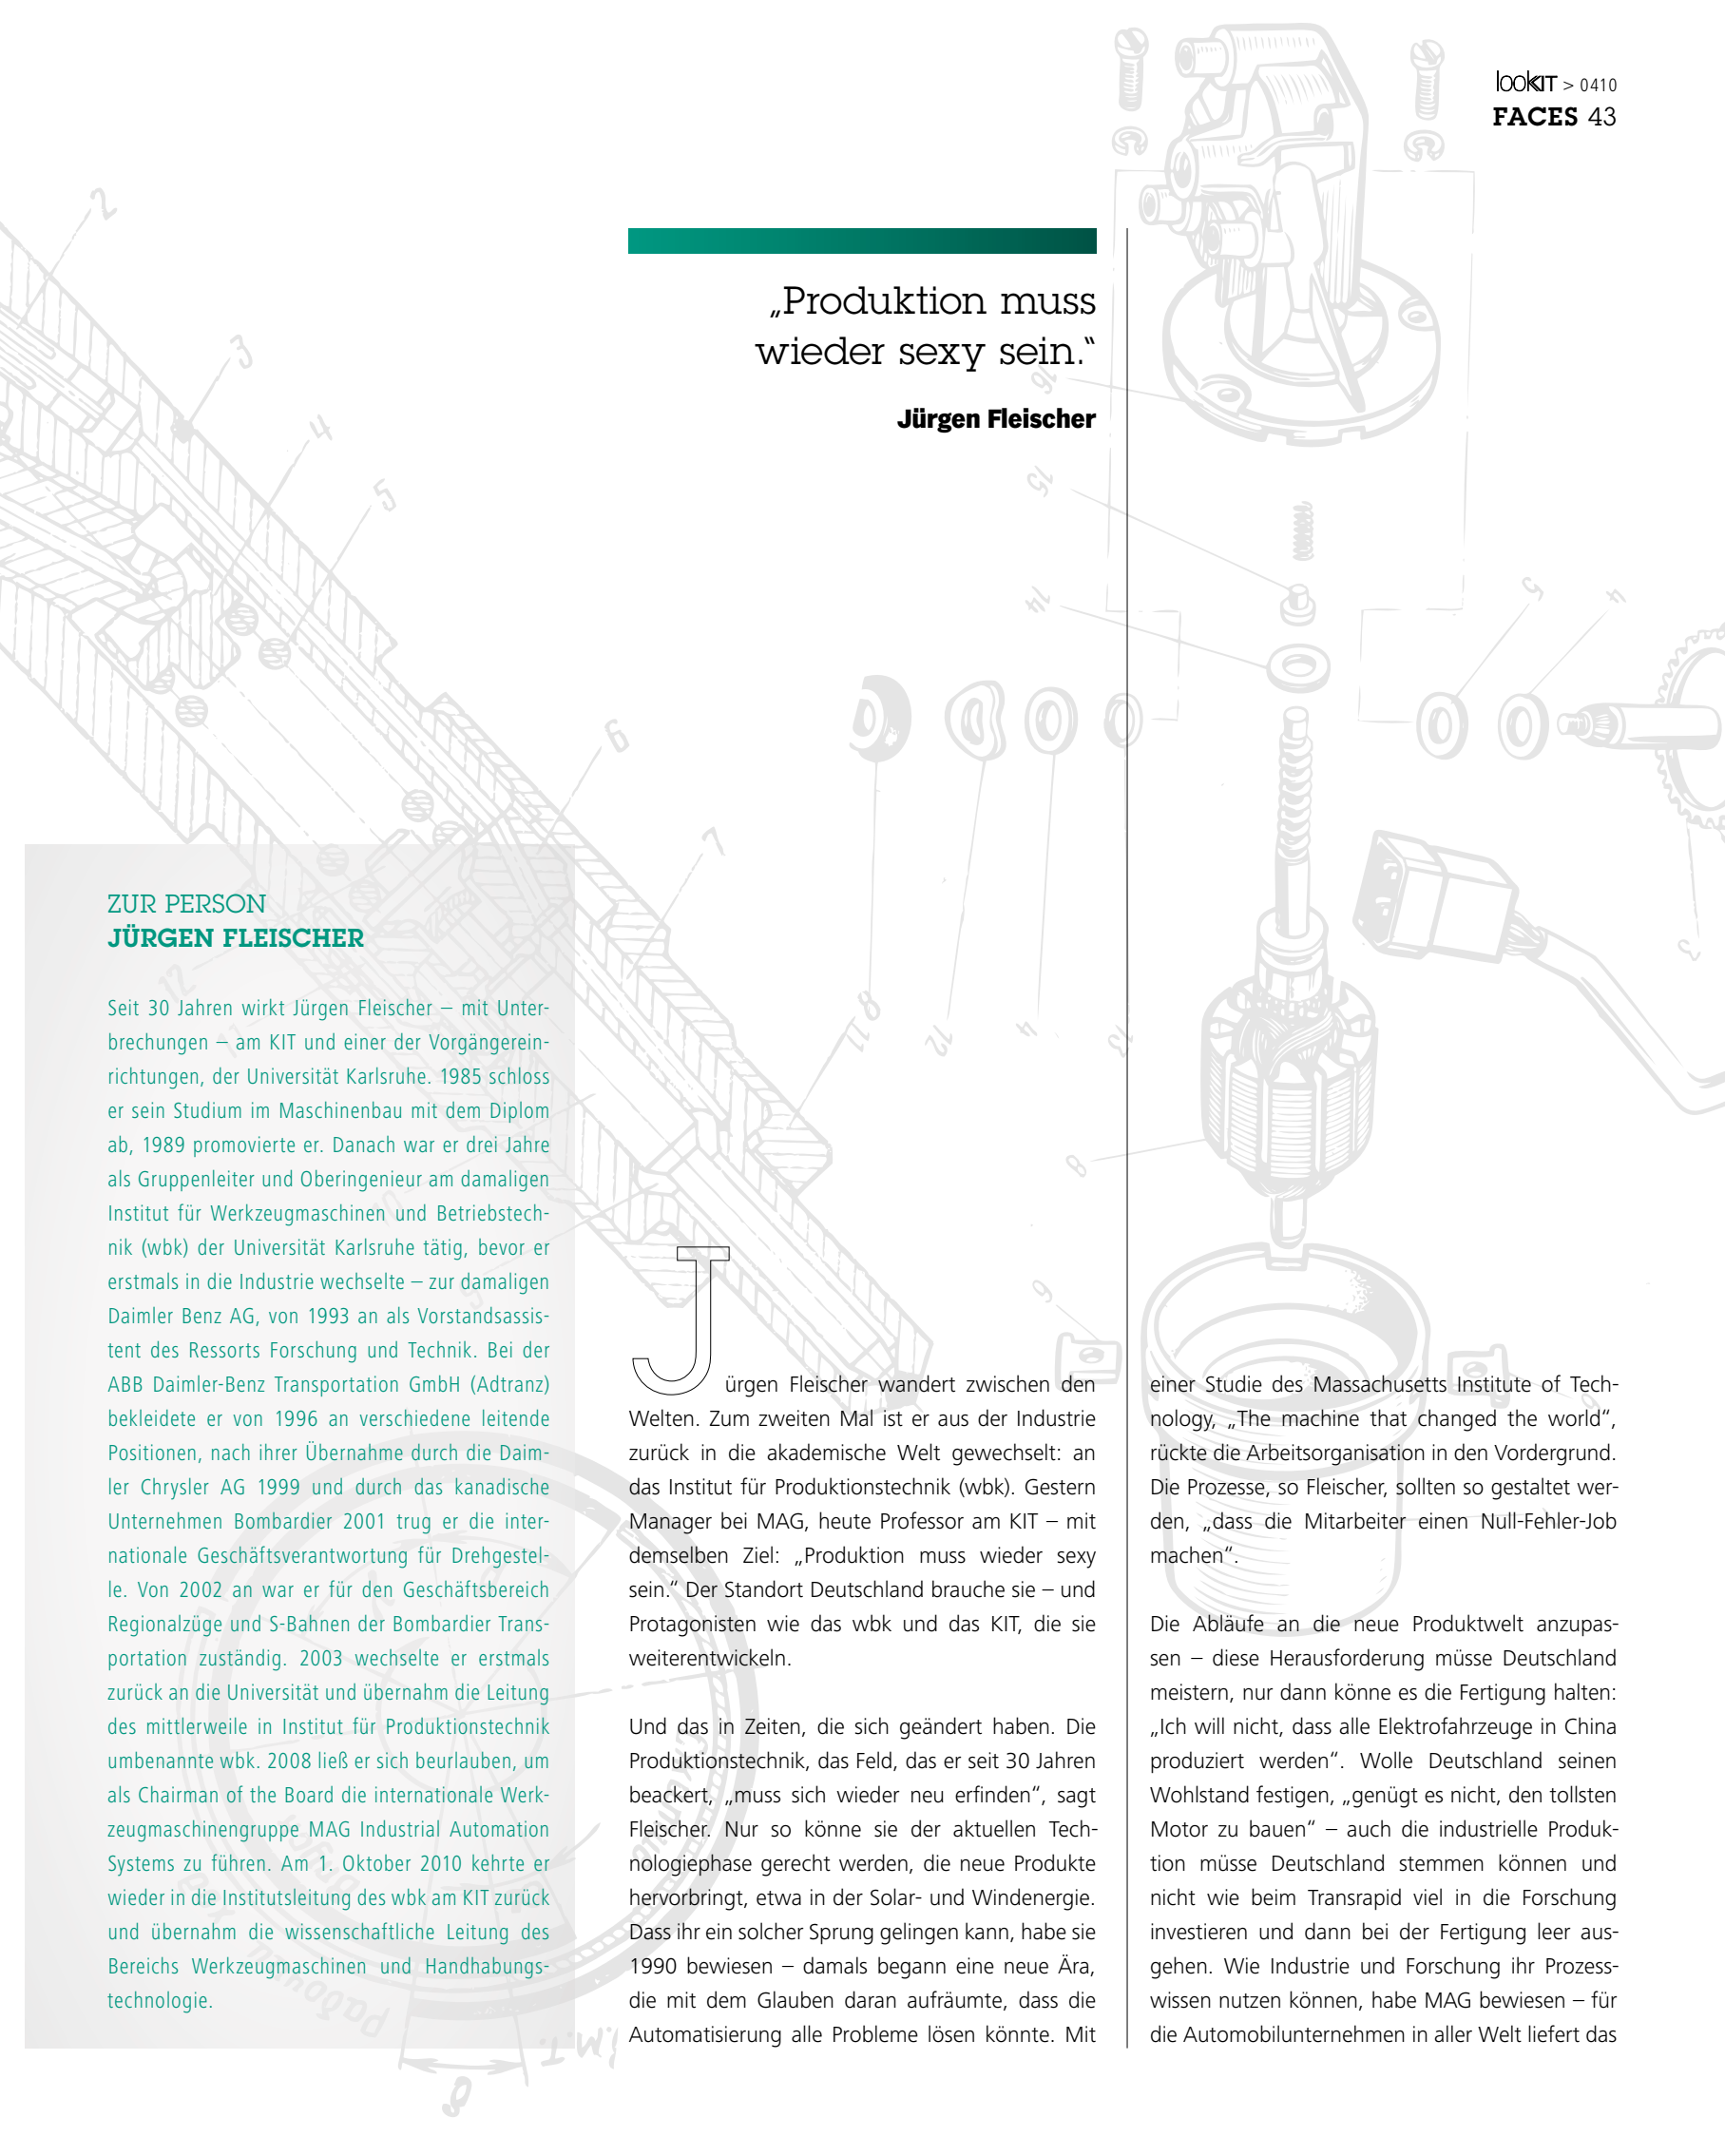 lookIT > 0410
FACES 43
„Produktion muss
wieder sexy sein.“
Jürgen Fleischer
ZUR PERSON
JÜRGEN FLEISCHER
Seit 30 Jahren wirkt Jürgen Fleischer – mit Unter-
brechungen – am KIT und einer der Vorgängerein-
richtungen, der Universität Karlsruhe. 1985 schloss
er sein Studium im Maschinenbau mit dem Diplom
ab, 1989 promovierte er. Danach war er drei Jahre
als Gruppenleiter und Oberingenieur am damaligen
Institut für Werkzeugmaschinen und Betriebstech-
nik (wbk) der Universität Karlsruhe tätig, bevor er
erstmals in die Industrie wechselte – zur damaligen
Daimler Benz AG, von 1993 an als Vorstandsassis-
tent des Ressorts Forschung und Technik. Bei der
ABB Daimler-Benz Transportation GmbH (Adtranz)
bekleidete er von 1996 an verschiedene leitende
Positionen, nach ihrer Übernahme durch die Daim-
ler Chrysler AG 1999 und durch das kanadische
Unternehmen Bombardier 2001 trug er die inter-
nationale Geschäftsverantwortung für Drehgestel-
le. Von 2002 an war er für den Geschäftsbereich
Regionalzüge und S-Bahnen der Bombardier Trans-
portation zuständig. 2003 wechselte er erstmals
zurück an die Universität und übernahm die Leitung
des mittlerweile in Institut für Produktionstechnik
umbenannte wbk. 2008 ließ er sich beurlauben, um
als Chairman of the Board die internationale Werk-
zeugmaschinengruppe MAG Industrial Automation
Systems zu führen. Am 1. Oktober 2010 kehrte er
wieder in die Institutsleitung des wbk am KIT zurück
und übernahm die wissenschaftliche Leitung des
Bereichs Werkzeugmaschinen und Handhabungs-
technologie.
Jürgen Fleischer wandert zwischen den
Welten. Zum zweiten Mal ist er aus der Industrie
zurück in die akademische Welt gewechselt: an
das Institut für Produktionstechnik (wbk). Gestern
Manager bei MAG, heute Professor am KIT – mit
demselben Ziel: „Produktion muss wieder sexy
sein.“ Der Standort Deutschland brauche sie – und
Protagonisten wie das wbk und das KIT, die sie
weiterentwickeln.
Und das in Zeiten, die sich geändert haben. Die
Produktionstechnik, das Feld, das er seit 30 Jahren
beackert, „muss sich wieder neu erfinden“, sagt
Fleischer. Nur so könne sie der aktuellen Tech-
nologiephase gerecht werden, die neue Produkte
hervorbringt, etwa in der Solar- und Windenergie.
Dass ihr ein solcher Sprung gelingen kann, habe sie
1990 bewiesen – damals begann eine neue Ära,
die mit dem Glauben daran aufräumte, dass die
Automatisierung alle Probleme lösen könnte. Mit
einer Studie des Massachusetts Institute of Tech-
nology, „The machine that changed the world“,
rückte die Arbeitsorganisation in den Vordergrund.
Die Prozesse, so Fleischer, sollten so gestaltet wer-
den, „dass die Mitarbeiter einen Null-Fehler-Job
machen“.
Die Abläufe an die neue Produktwelt anzupas-
sen – diese Herausforderung müsse Deutschland
meistern, nur dann könne es die Fertigung halten:
„Ich will nicht, dass alle Elektrofahrzeuge in China
produziert werden“. Wolle Deutschland seinen
Wohlstand festigen, „genügt es nicht, den tollsten
Motor zu bauen“ – auch die industrielle Produk-
tion müsse Deutschland stemmen können und
nicht wie beim Transrapid viel in die Forschung
investieren und dann bei der Fertigung leer aus-
gehen. Wie Industrie und Forschung ihr Prozess-
wissen nutzen können, habe MAG bewiesen – für
die Automobilunternehmen in aller Welt liefert das